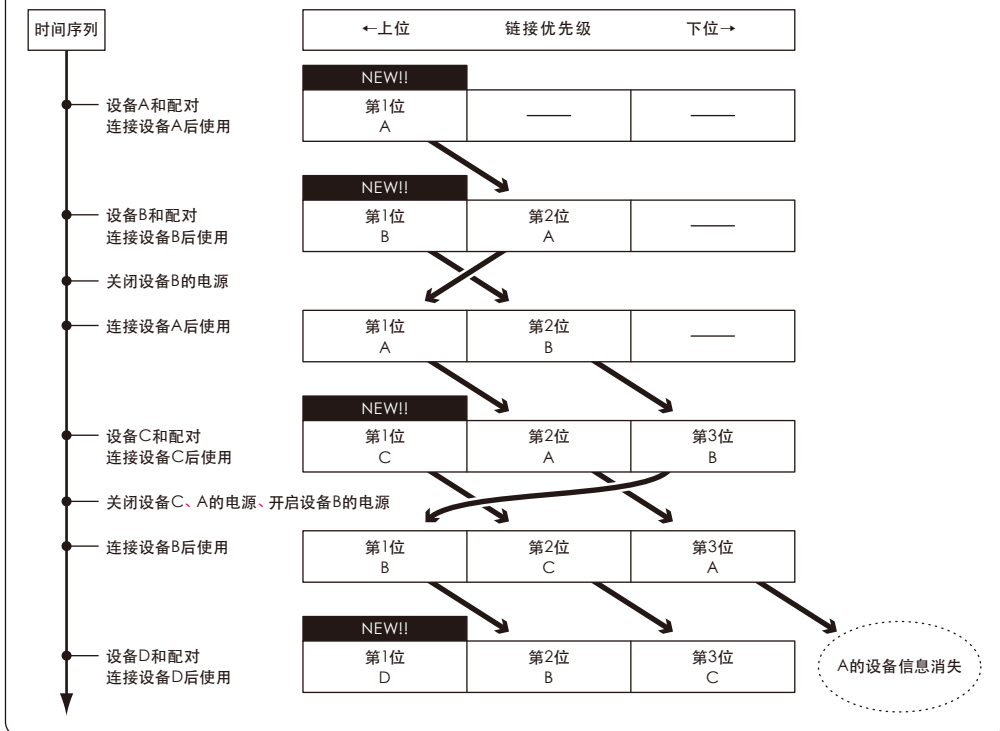 时间序列
←上位 链接优先级 下位→
NEW!!
设备A和配对
连接设备A后使用
第1位
A
NEW!!
设备B和配对
连接设备B后使用
第1位 第2位
B A
关闭设备B的电源
连接设备A后使用
第1位 第2位
A B
NEW!!
设备C和配对
连接设备C后使用
第1位 第2位 第3位
C A B
关闭设备C、A的电源、开启设备B的电源
连接设备B后使用
第1位 第2位 第3位
B C A
NEW!!
设备D和配对
连接设备D后使用
第1位 第2位 第3位
D B C
A的设备信息消失